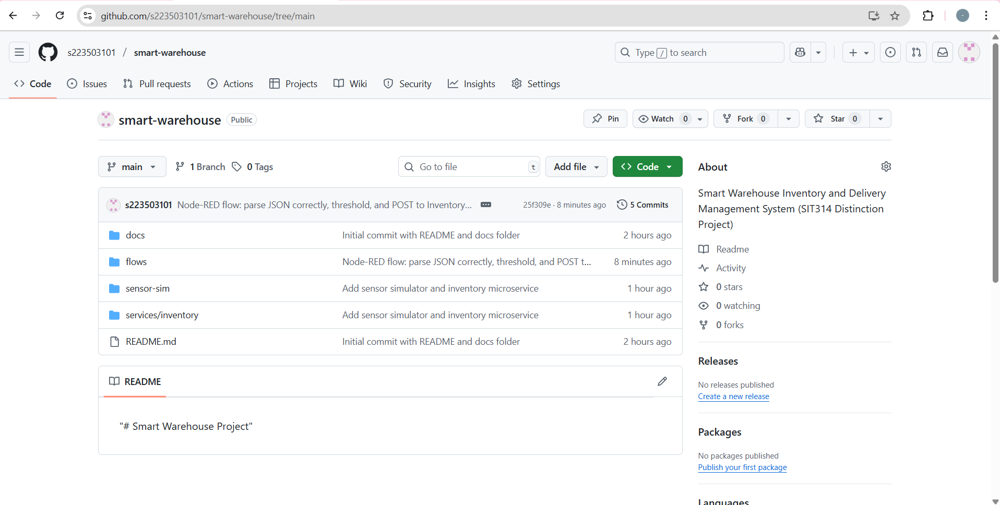 github.com/s223503101/smart-warehouse/tree/main
s223503101 / smart-warehouse
Type / to search
Code Issues Pull requests Actions Projects Wiki Security Insights Settings
smart-warehouse Public
Pin Watch 0 Fork 0 Star 0
main 1 Branch 0 Tags Go to file t Add file Code
s223503101 Node-RED flow: parse JSON correctly, threshold, and POST to Inventory... 25f309e · 8 minutes ago 5 Commits
docs Initial commit with README and docs folder 2 hours ago
flows Node-RED flow: parse JSON correctly, threshold, and POST t... 8 minutes ago
sensor-sim Add sensor simulator and inventory microservice 1 hour ago
services/inventory Add sensor simulator and inventory microservice 1 hour ago
README.md Initial commit with README and docs folder 2 hours ago
README
"# Smart Warehouse Project"
About
Smart Warehouse Inventory and Delivery
Management System (SIT314 Distinction
Project)
Readme
Activity
0 stars
0 watching
0 forks
Releases
No releases published
Create a new release
Packages
No packages published
Publish your first package
Languages